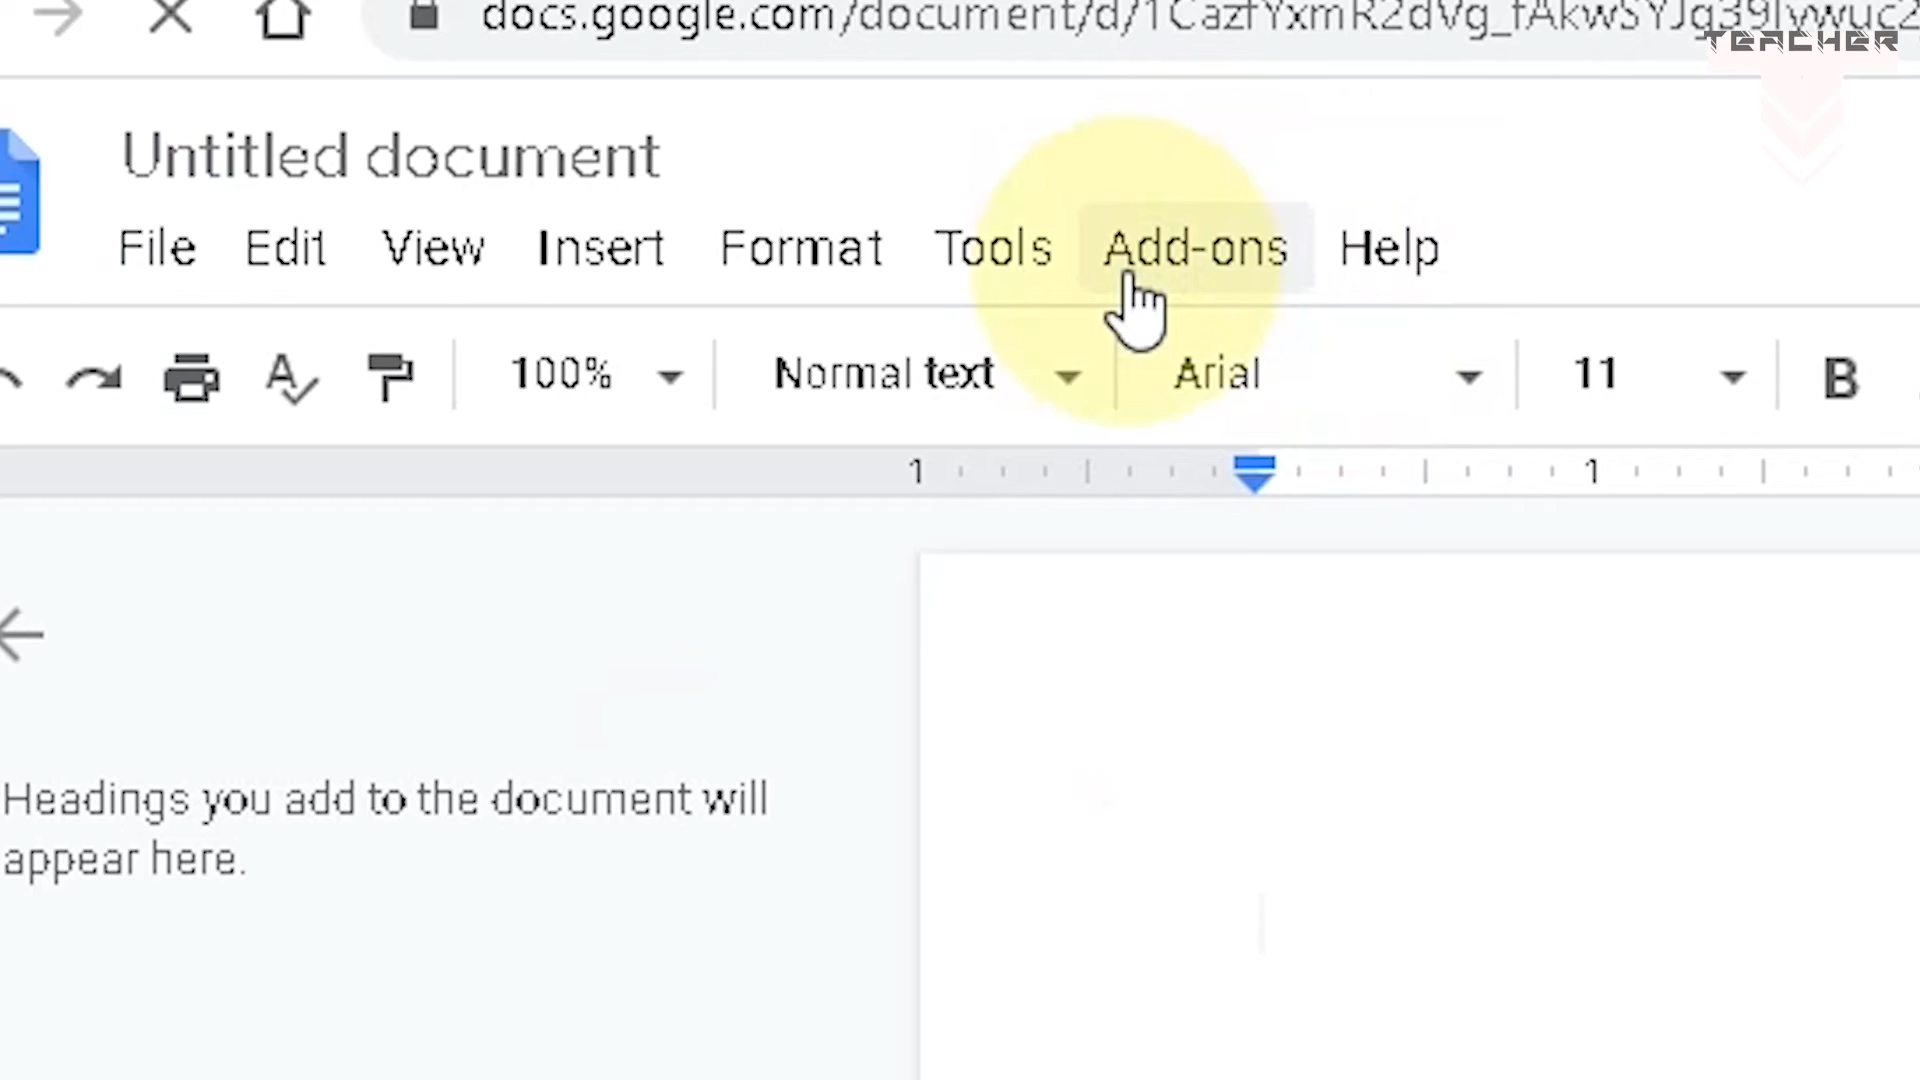 docs.google.com/document/d/
TEACHER
Untitled document
File Edit View Insert Format Tools Add-ons Help
100% Normal text Arial 11 B
1 1
Headings you add to the document will
appear here.